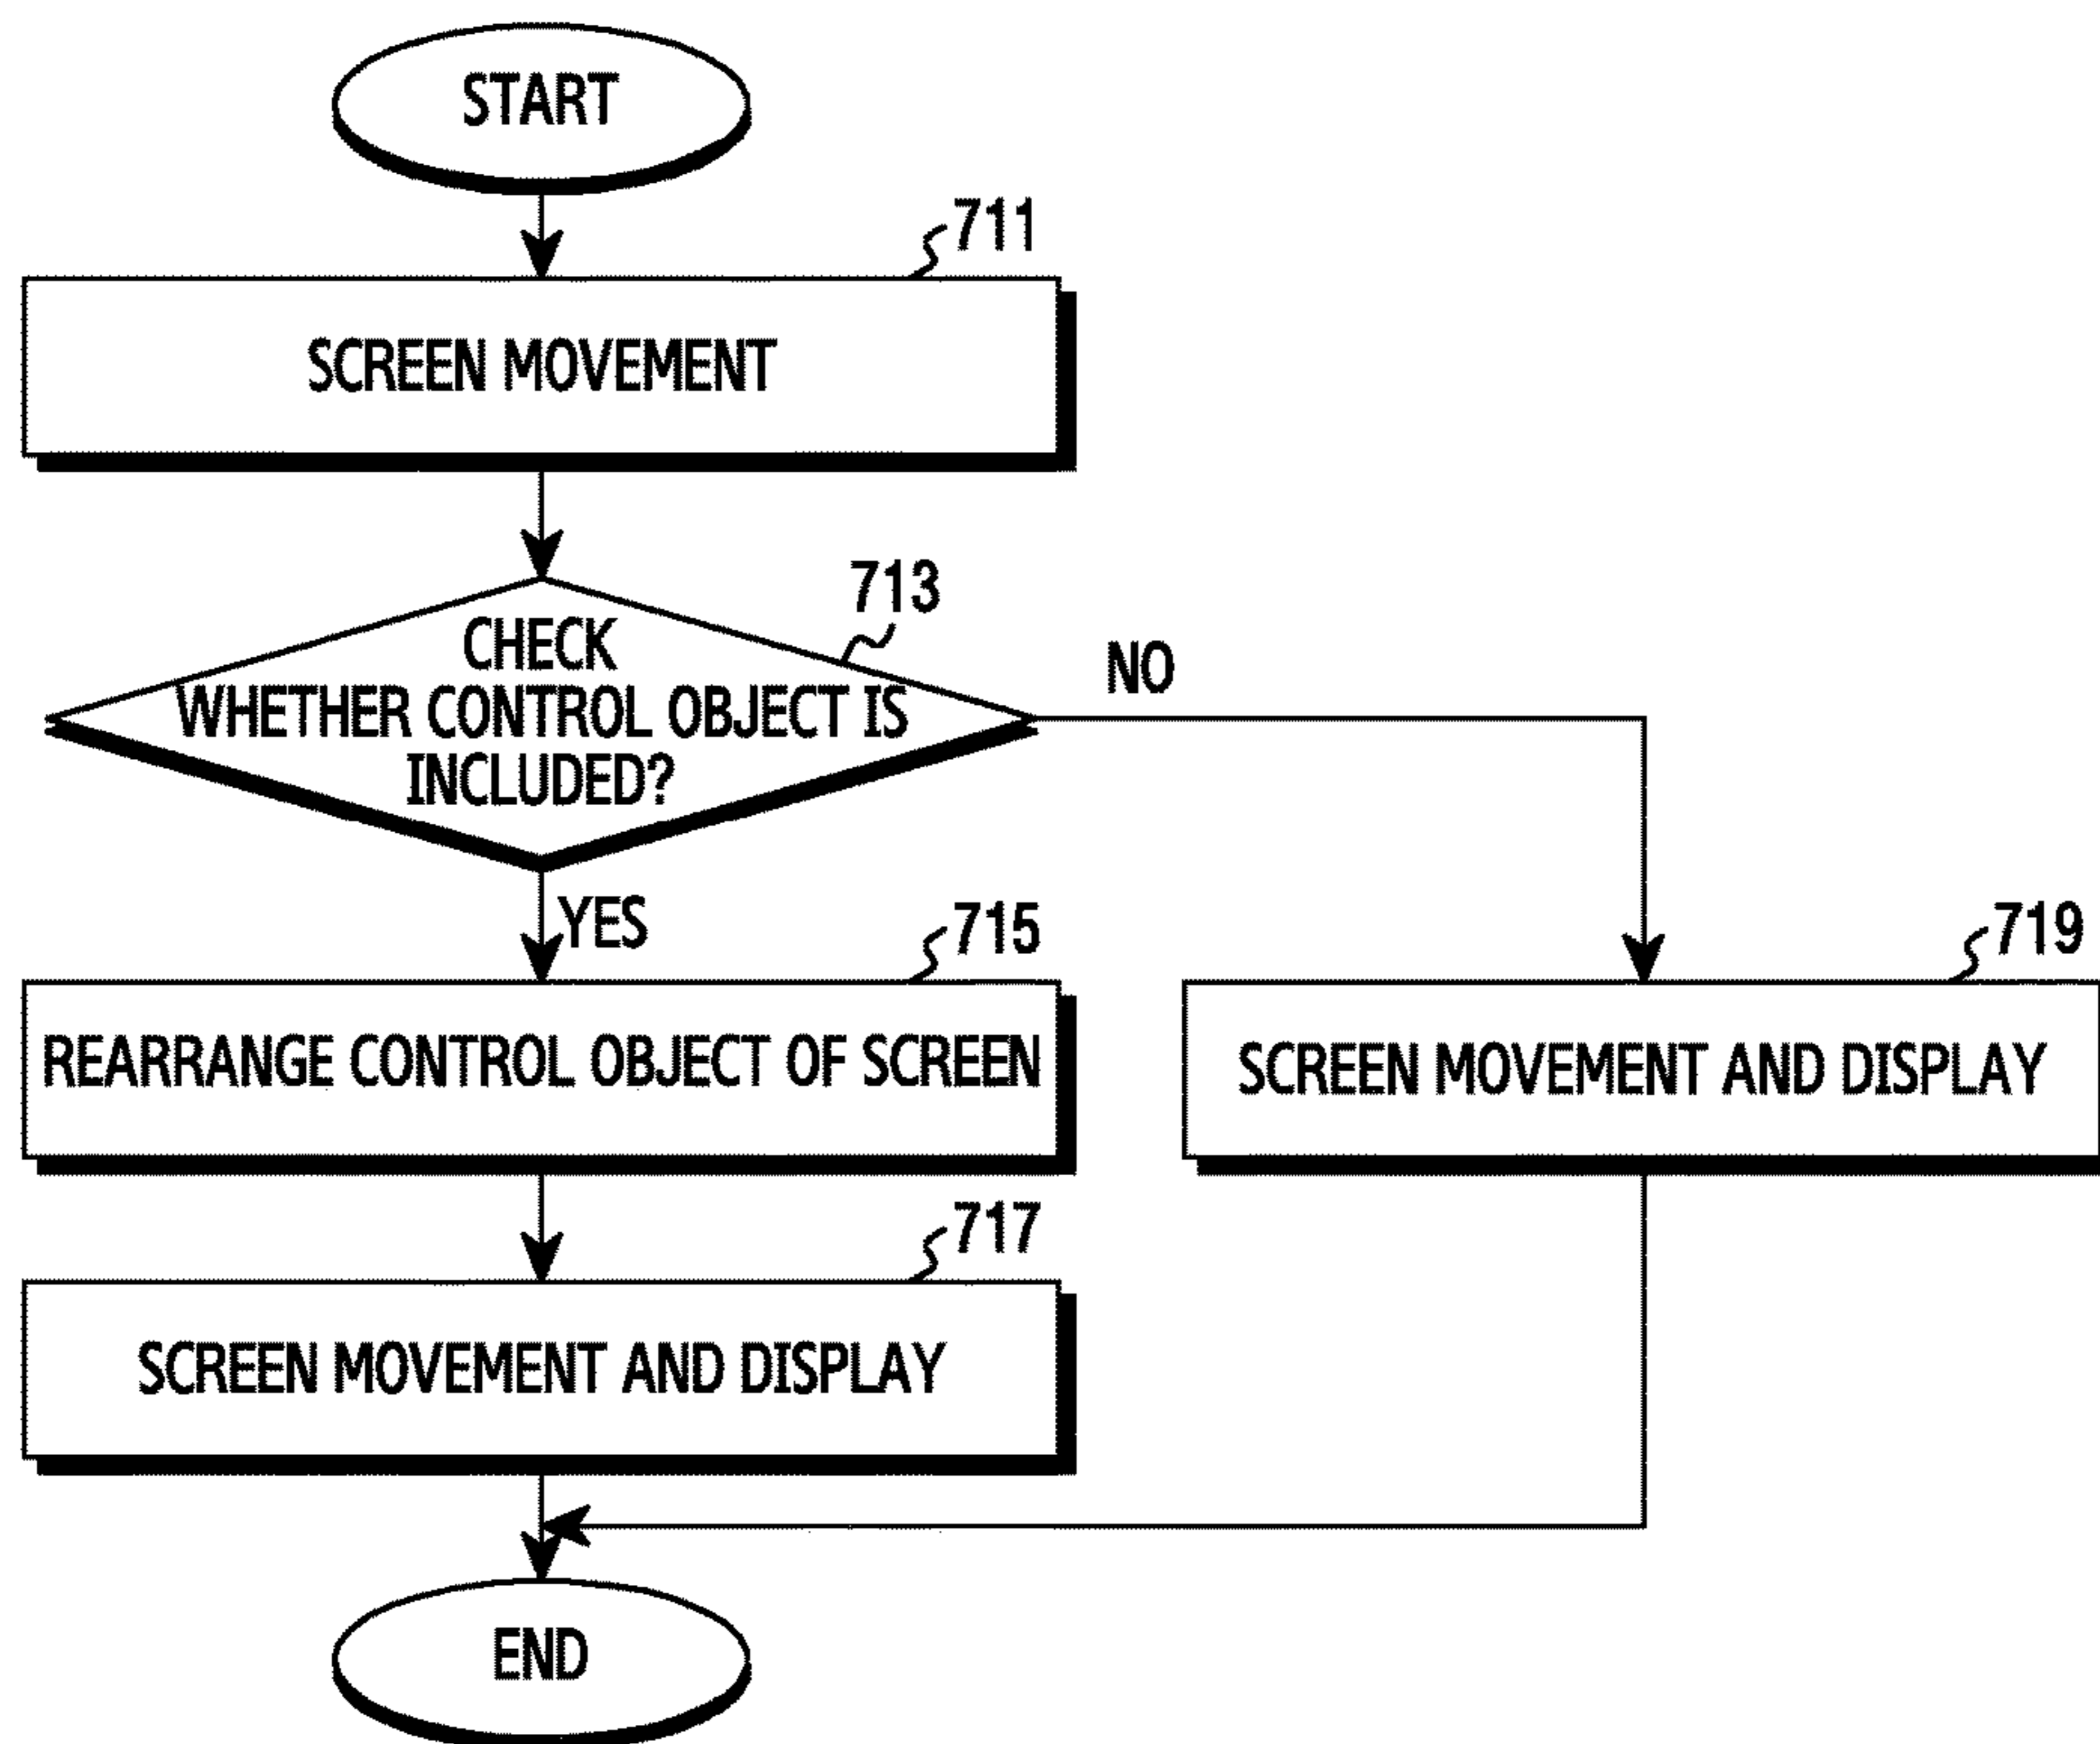 START
711
SCREEN MOVEMENT
713
CHECK
WHETHER CONTROL OBJECT IS
INCLUDED?
NO
YES
715
REARRANGE CONTROL OBJECT OF SCREEN
719
SCREEN MOVEMENT AND DISPLAY
717
SCREEN MOVEMENT AND DISPLAY
END